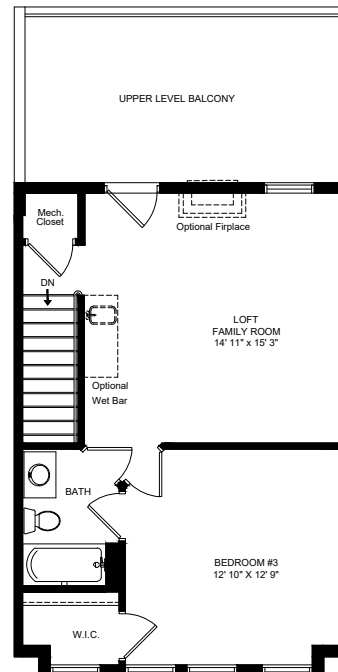 UPPER LEVEL BALCONY
Mech.
Closet
Optional Firplace
DN
LOFT
FAMILY ROOM
14' 11" x 15' 3"
Optional
Wet Bar
BATH
BEDROOM #3
12' 10" X 12' 9"
W.I.C.